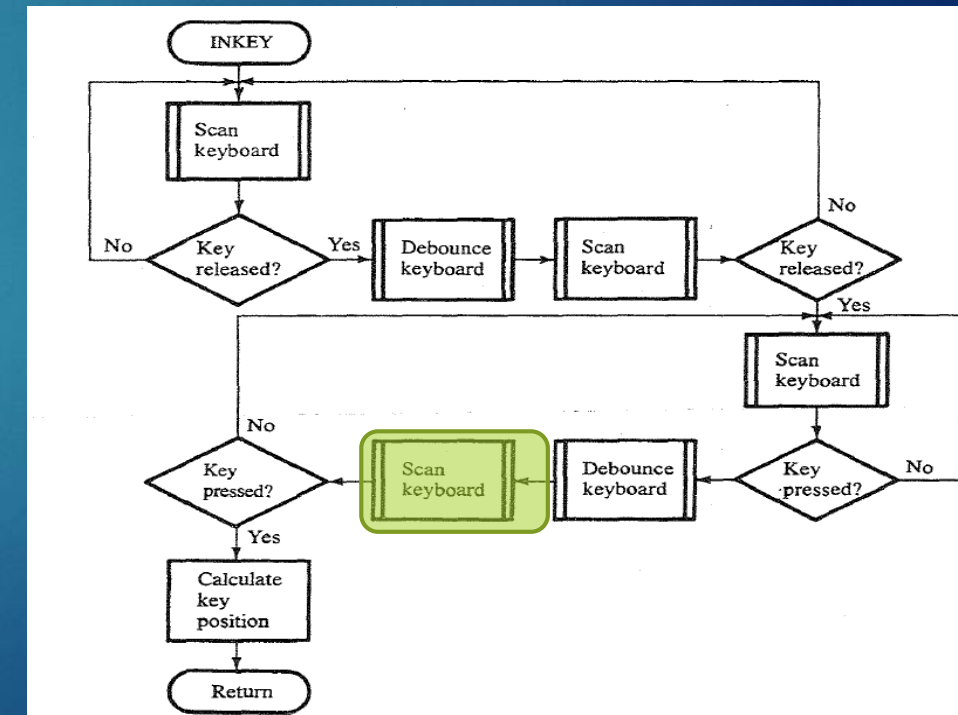 INKEY
Scan
keyboard
No
Key
released?
Yes
Debounce
keyboard
Scan
keyboard
Key
released?
No
Yes
Scan
keyboard
Key
pressed?
No
Debounce
keyboard
Scan
keyboard
Key
pressed?
No
Yes
Calculate
key
position
Return